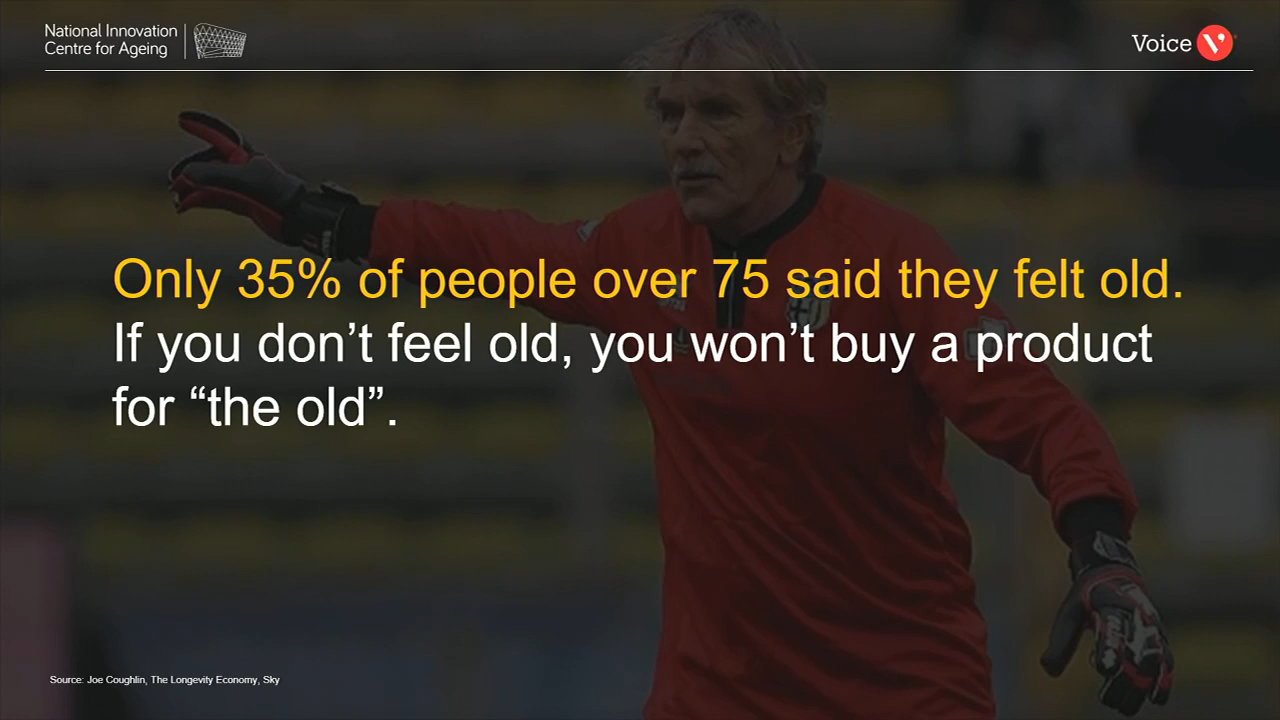 National Innovation
Centre for Ageing
Voice
Only 35% of people over 75 said they felt old.
If you don’t feel old, you won’t buy a product
for “the old”.
Source: Joe Coughlin, The Longevity Economy, Sky